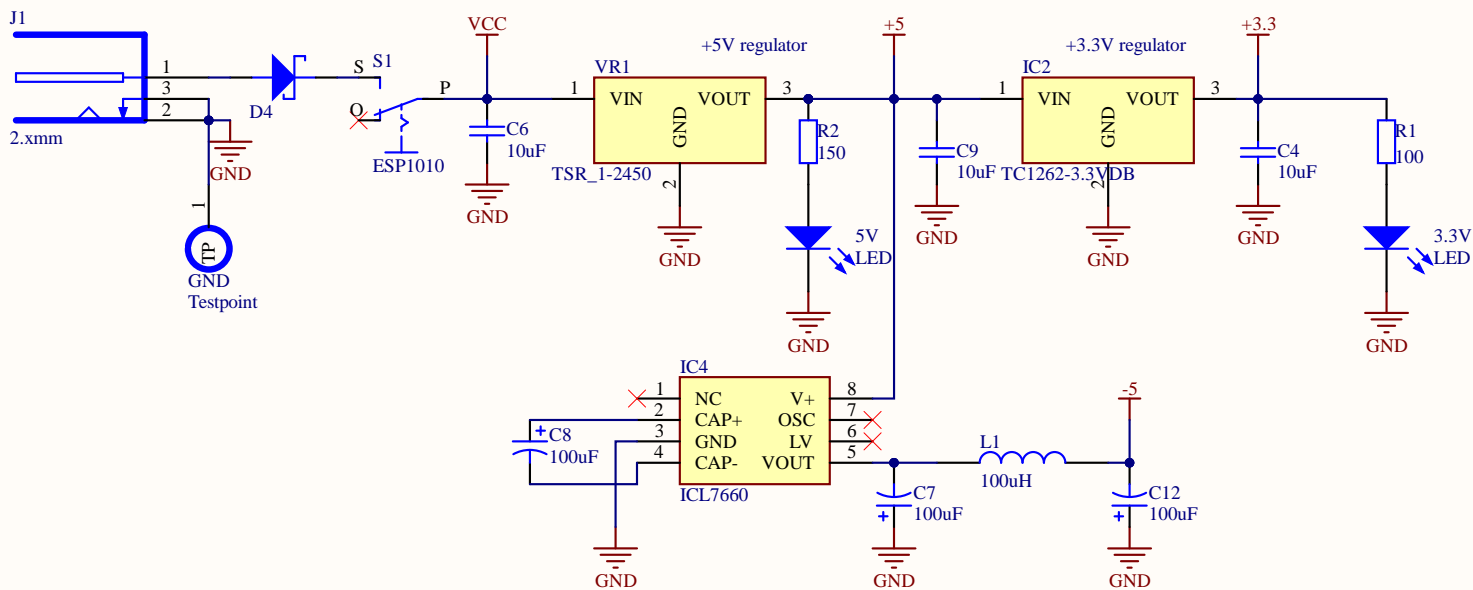 J1
1
3
2
2.xmm
GND
1
TP
GND
Testpoint
D4
S
S1
O
P
ESP1010
VCC
C6
10uF
GND
+5V regulator
VR1
1
VIN
VOUT
3
GND
2
TSR_1-2450
GND
R2
150
5V
LED
GND
+5
C9
10uF
GND
+3.3V regulator
IC2
1
VIN
VOUT
3
GND
2
TC1262-3.3VDB
GND
+3.3
C4
10uF
GND
R1
100
3.3V
LED
GND
IC4
1
NC
V+
8
2
CAP+
OSC
7
3
GND
LV
6
4
CAP-
VOUT
5
ICL7660
C8
100uF
GND
C7
100uF
GND
L1
100uH
-5
C12
100uF
GND